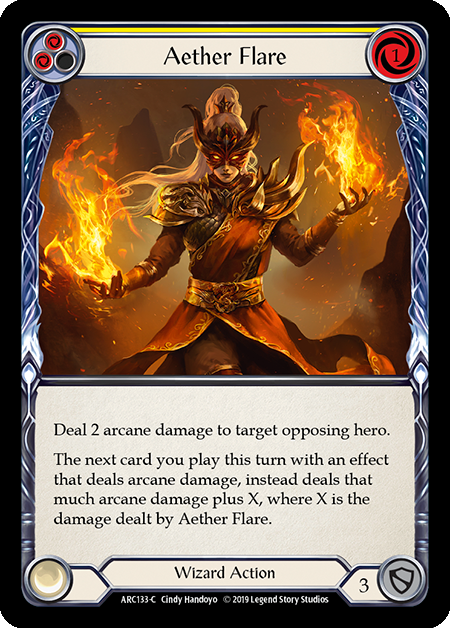 1
Aether Flare
Deal 2 arcane damage to target opposing hero.
The next card you play this turn with an effect
that deals arcane damage, instead deals that
much arcane damage plus X, where X is the
damage dealt by Aether Flare.
Wizard Action
3
ARC133-C Cindy Handoyo © 2019 Legend Story Studios